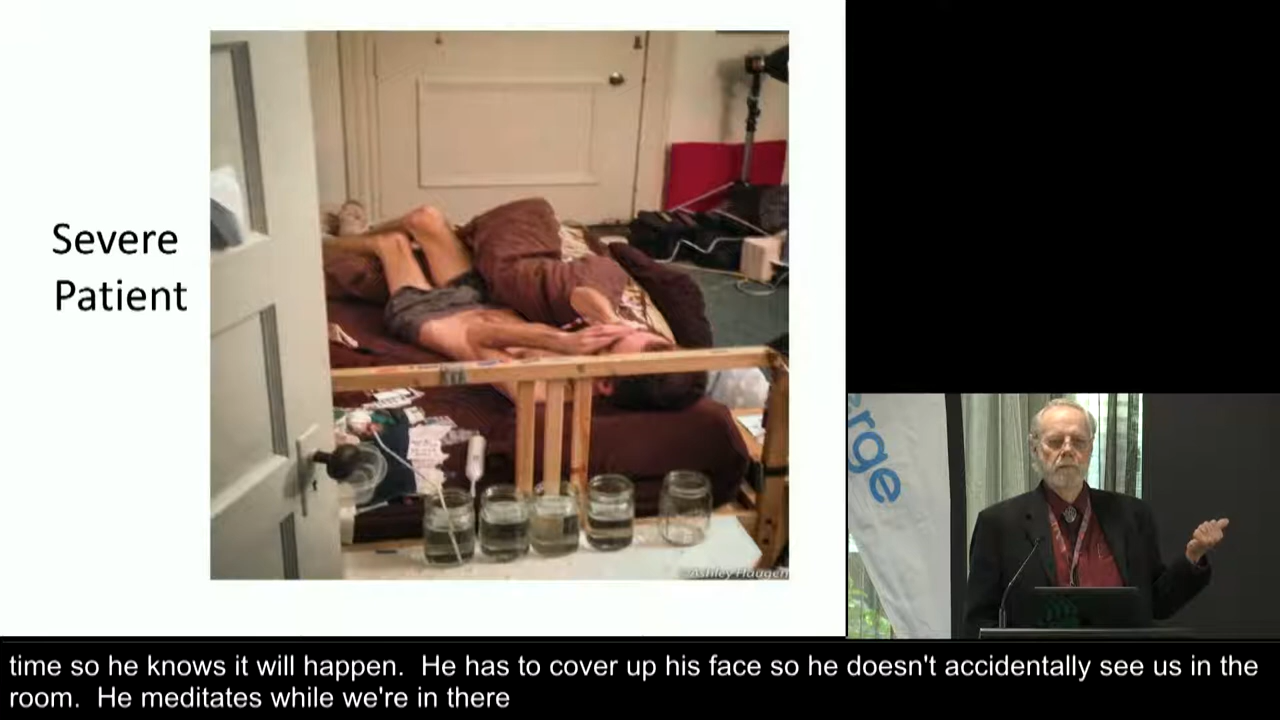 Severe
Patient
©Ashley Haugen
erge
time so he knows it will happen.  He has to cover up his face so he doesn't accidentally see us in the
room.  He meditates while we're in there